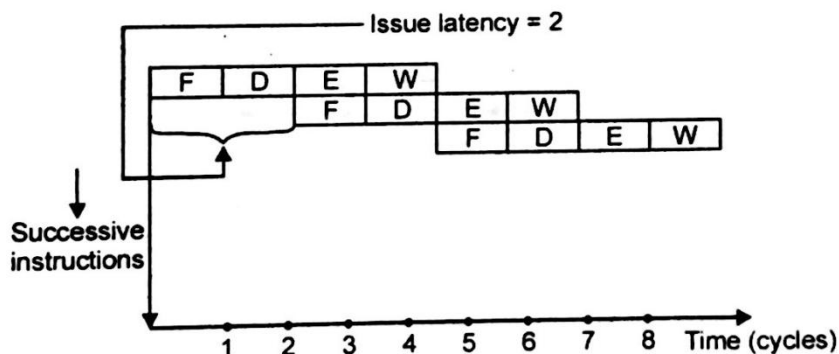 Issue latency = 2
F D E W
F D E W
F D E W
Successive
instructions
1 2 3 4 5 6 7 8 Time (cycles)